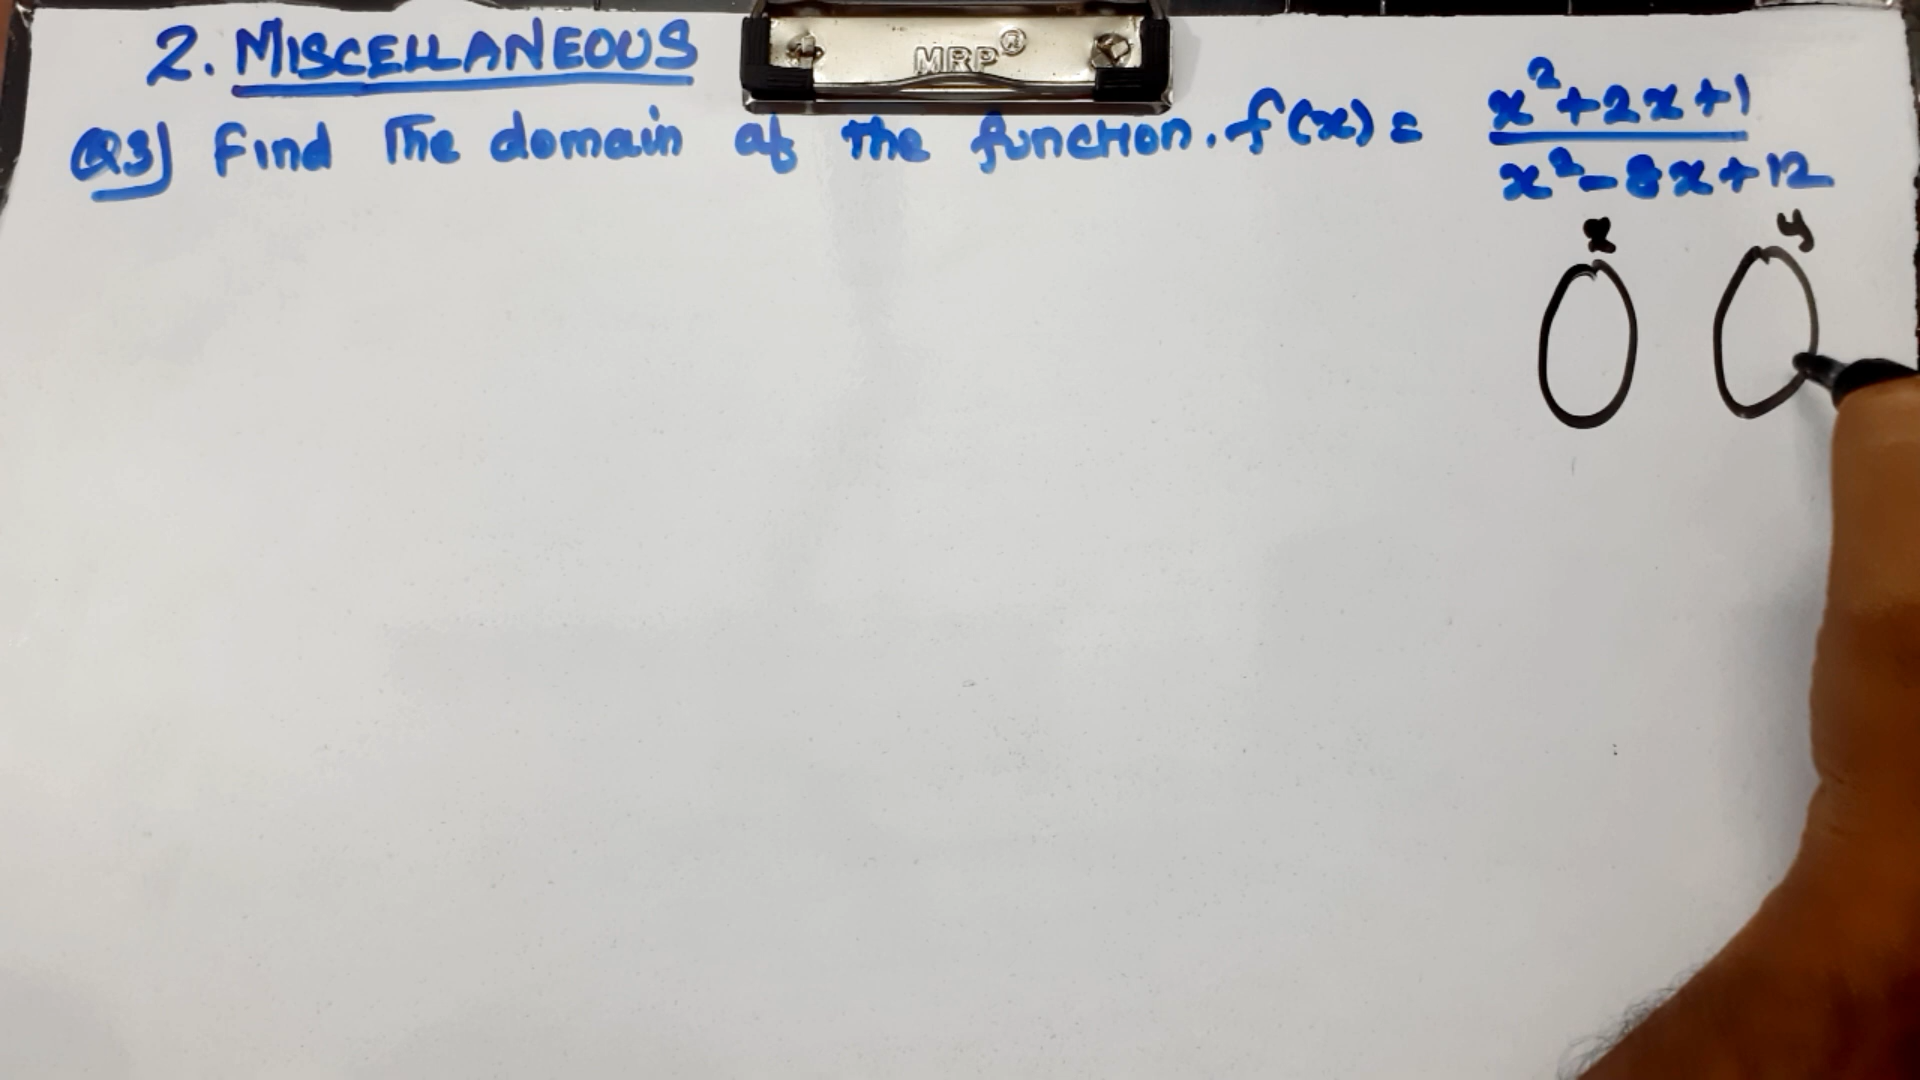 2. MISCELLANEOUS
MRP®
Q3] Find The domain of the function. f(x) = x²+2x+1 / x²-8x+12
x y